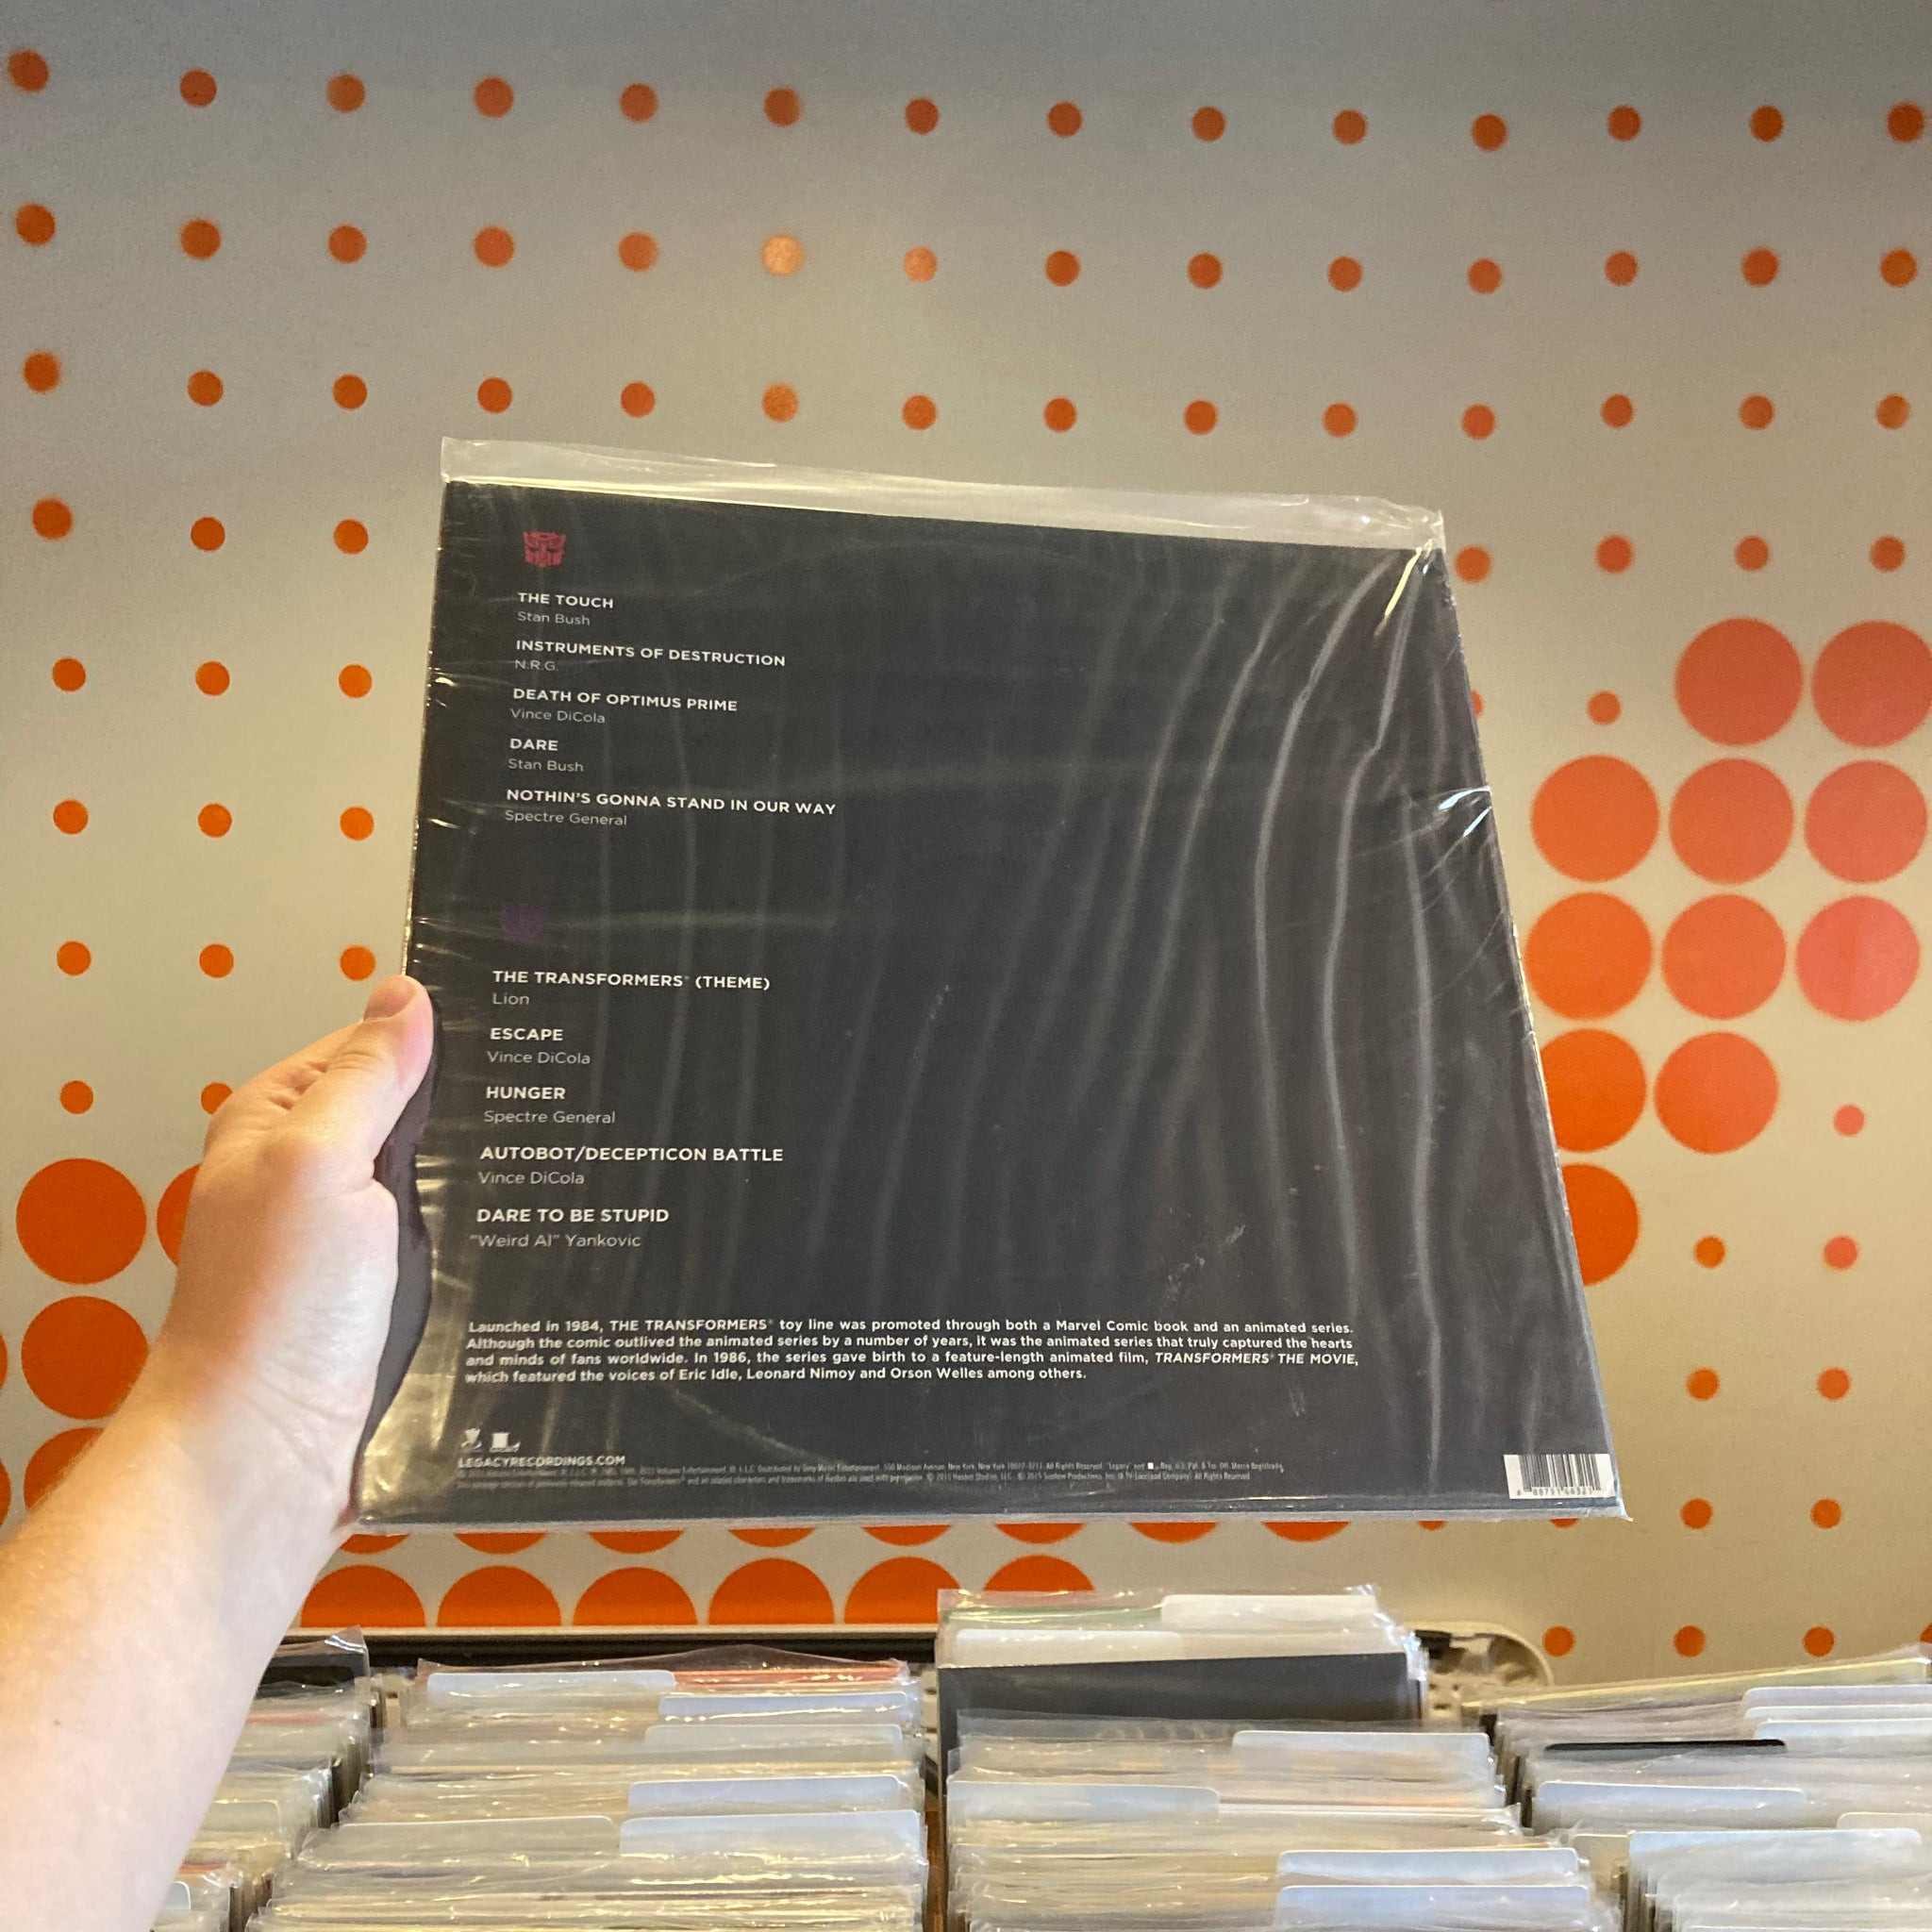 THE TOUCH
Stan Bush
INSTRUMENTS OF DESTRUCTION
N.R.G.
DEATH OF OPTIMUS PRIME
Vince DiCola
DARE
Stan Bush
NOTHIN'S GONNA STAND IN OUR WAY
Spectre General
THE TRANSFORMERS® (THEME)
Lion
ESCAPE
Vince DiCola
HUNGER
Spectre General
AUTOBOT/DECEPTICON BATTLE
Vince DiCola
DARE TO BE STUPID
"Weird Al" Yankovic
Launched in 1984, THE TRANSFORMERS® toy line was promoted through both a Marvel Comic book and an animated series.
Although the comic outlived the animated series by a number of years, it was the animated series that truly captured the hearts
and minds of fans worldwide. In 1986, the series gave birth to a feature-length animated film, TRANSFORMERS® THE MOVIE,
which featured the voices of Eric Idle, Leonard Nimoy and Orson Welles among others.
LEGACYRECORDINGS.COM